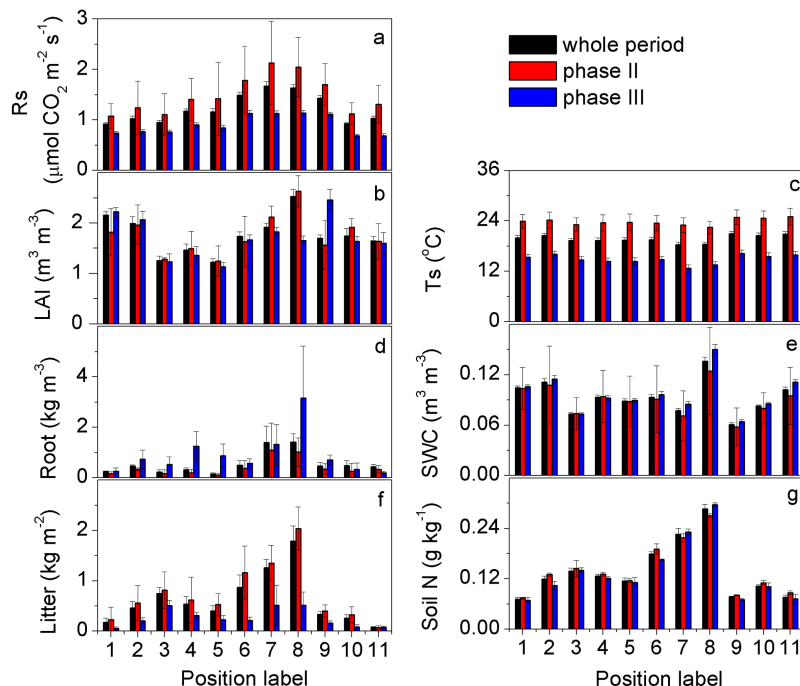 whole period
phase II
phase III
a
Rs
(μmol CO2 m-2 s-1)
3
2
1
0
b
LAI (m3 m-3)
2
1
0
d
Root (kg m-3)
4
2
0
f
Litter (kg m-2)
2
1
0
1 2 3 4 5 6 7 8 9 10 11
Position label
c
Ts (oC)
36
24
12
0
e
SWC (m3 m-3)
0.12
0.06
0.00
g
Soil N (g kg-1)
0.24
0.12
0.00
1 2 3 4 5 6 7 8 9 10 11
Position label